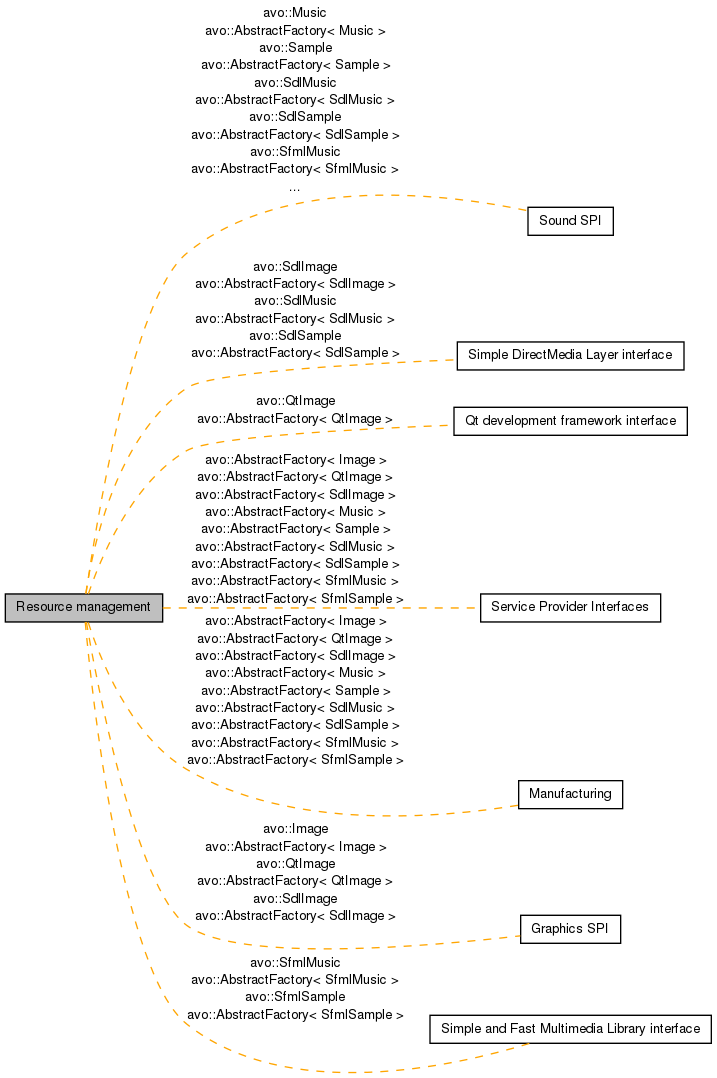 avo::Music
avo::AbstractFactory< Music >
avo::Sample
avo::AbstractFactory< Sample >
avo::SdlMusic
avo::AbstractFactory< SdlMusic >
avo::SdlSample
avo::AbstractFactory< SdlSample >
avo::SfmlMusic
avo::AbstractFactory< SfmlMusic >
...
Sound SPI
avo::SdlImage
avo::AbstractFactory< SdlImage >
avo::SdlMusic
avo::AbstractFactory< SdlMusic >
avo::SdlSample
avo::AbstractFactory< SdlSample >
Simple DirectMedia Layer interface
avo::QtImage
avo::AbstractFactory< QtImage >
Qt development framework interface
avo::AbstractFactory< Image >
avo::AbstractFactory< QtImage >
avo::AbstractFactory< SdlImage >
avo::AbstractFactory< Music >
avo::AbstractFactory< Sample >
avo::AbstractFactory< SdlMusic >
avo::AbstractFactory< SdlSample >
avo::AbstractFactory< SfmlMusic >
avo::AbstractFactory< SfmlSample >
Resource management
Service Provider Interfaces
avo::AbstractFactory< Image >
avo::AbstractFactory< QtImage >
avo::AbstractFactory< SdlImage >
avo::AbstractFactory< Music >
avo::AbstractFactory< Sample >
avo::AbstractFactory< SdlMusic >
avo::AbstractFactory< SdlSample >
avo::AbstractFactory< SfmlMusic >
avo::AbstractFactory< SfmlSample >
Manufacturing
avo::Image
avo::AbstractFactory< Image >
avo::QtImage
avo::AbstractFactory< QtImage >
avo::SdlImage
avo::AbstractFactory< SdlImage >
Graphics SPI
avo::SfmlMusic
avo::AbstractFactory< SfmlMusic >
avo::SfmlSample
avo::AbstractFactory< SfmlSample >
Simple and Fast Multimedia Library interface